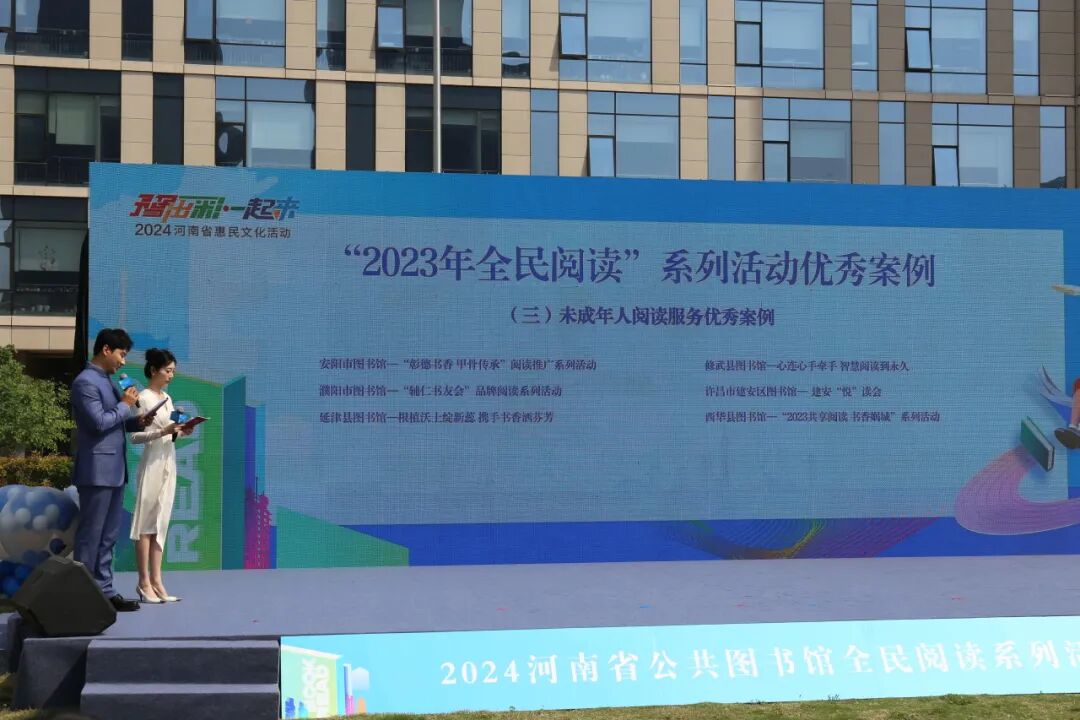 豫出彩·一起来
2024河南省惠民文化活动
“2023年全民阅读”系列活动优秀案例
（三）未成年人阅读服务优秀案例
安阳市图书馆—“彰德书香 甲骨传承”阅读推广系列活动
修武县图书馆—心连心手牵手 智慧阅读到永久
濮阳市图书馆—“辅仁书友会”品牌阅读系列活动
许昌市建安区图书馆— 建安“悦”读会
延津县图书馆—根植沃土绽新蕊 携手书香洒芬芳
西华县图书馆—“2023共享阅读 书香娲城”系列活动
READ
2024河南省公共图书馆全民阅读系列活